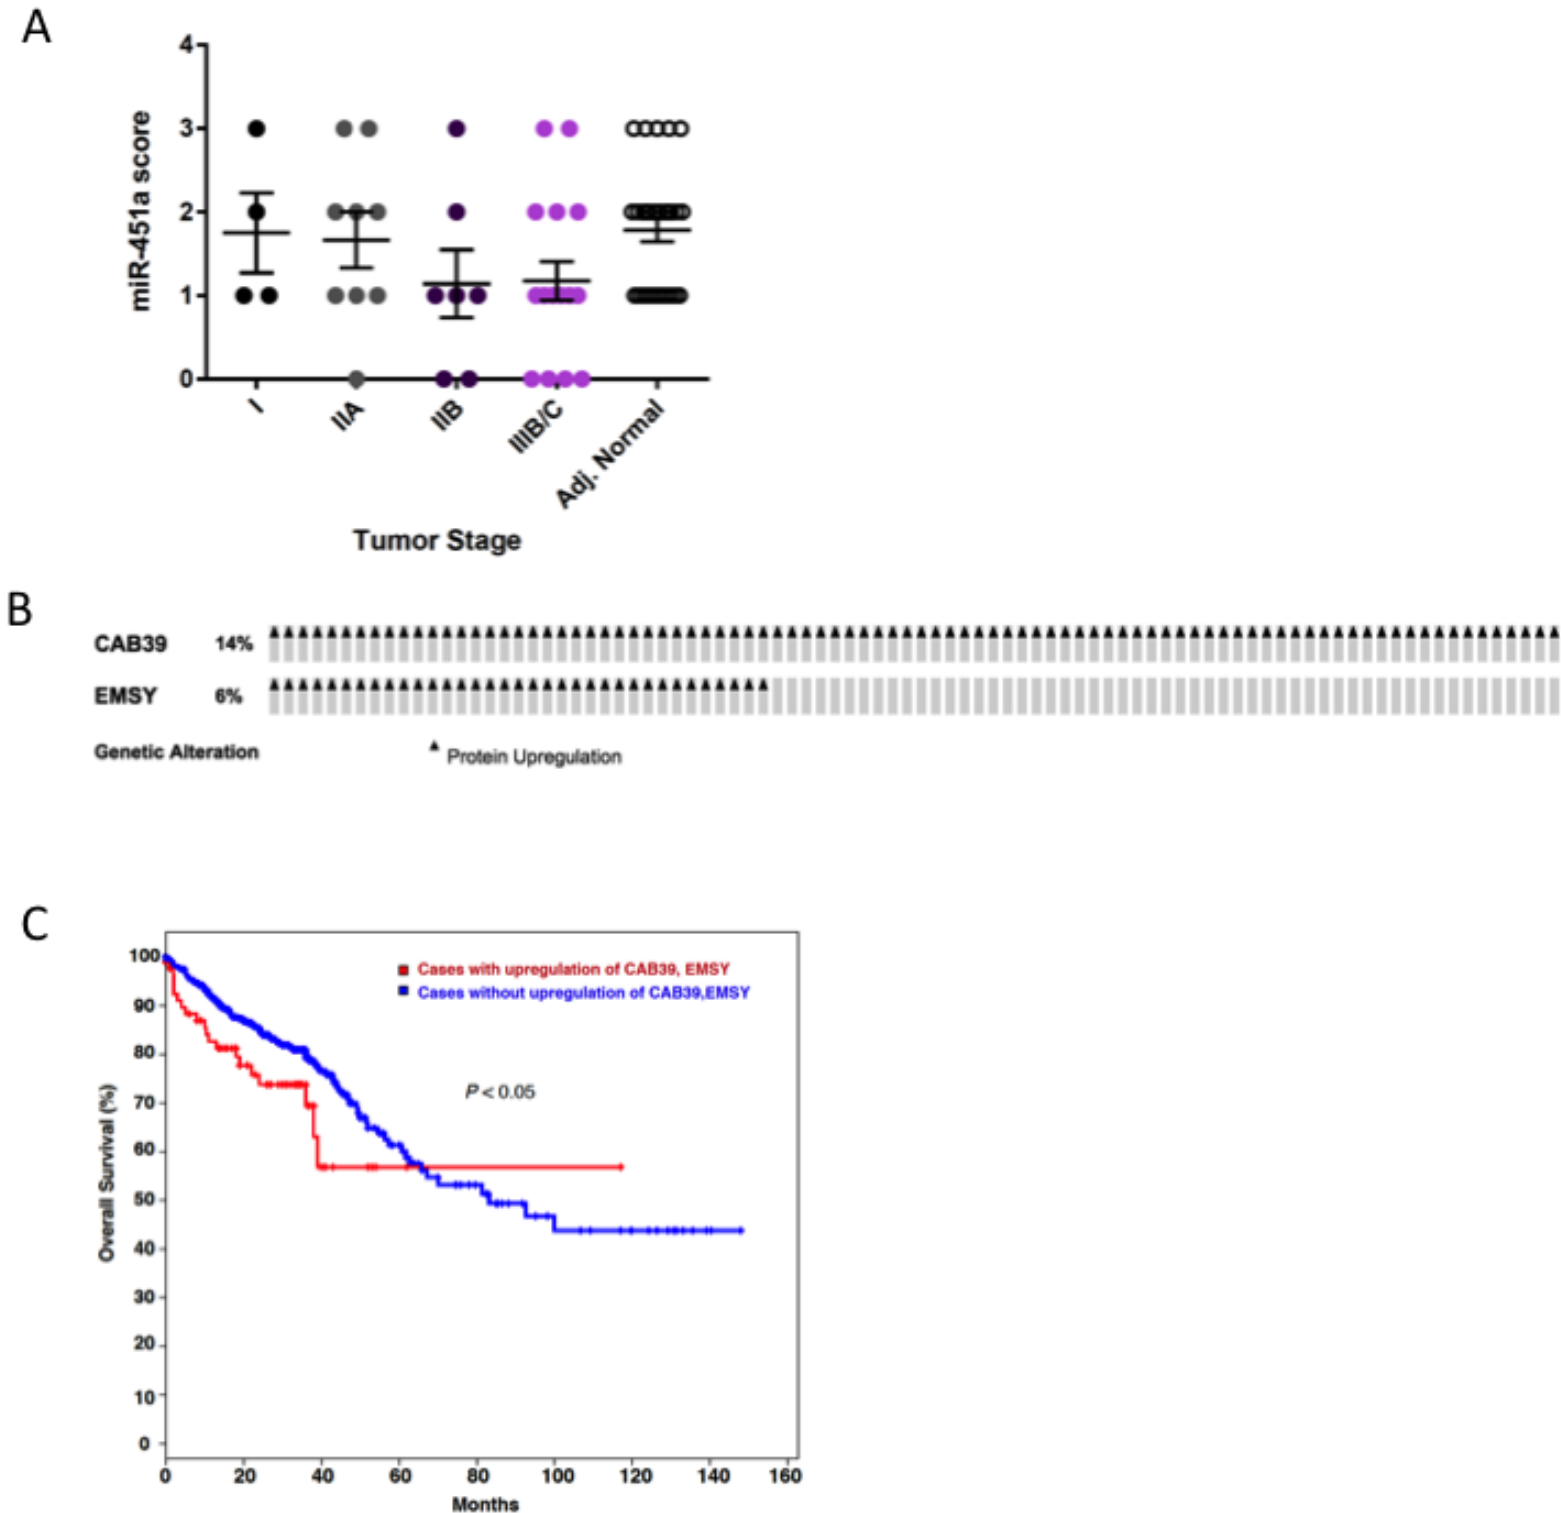 A
4
3
2
1
0
miR-451a score
I
IIA
IIB
IIIB/C
Adj. Normal
Tumor Stage
B
CAB39 14%
EMSY 6%
Genetic Alteration Protein Upregulation
C
100
90
80
70
60
50
40
30
20
10
0
Overall Survival (%)
Cases with upregulation of CAB39, EMSY
Cases without upregulation of CAB39,EMSY
P < 0.05
0 20 40 60 80 100 120 140 160
Months